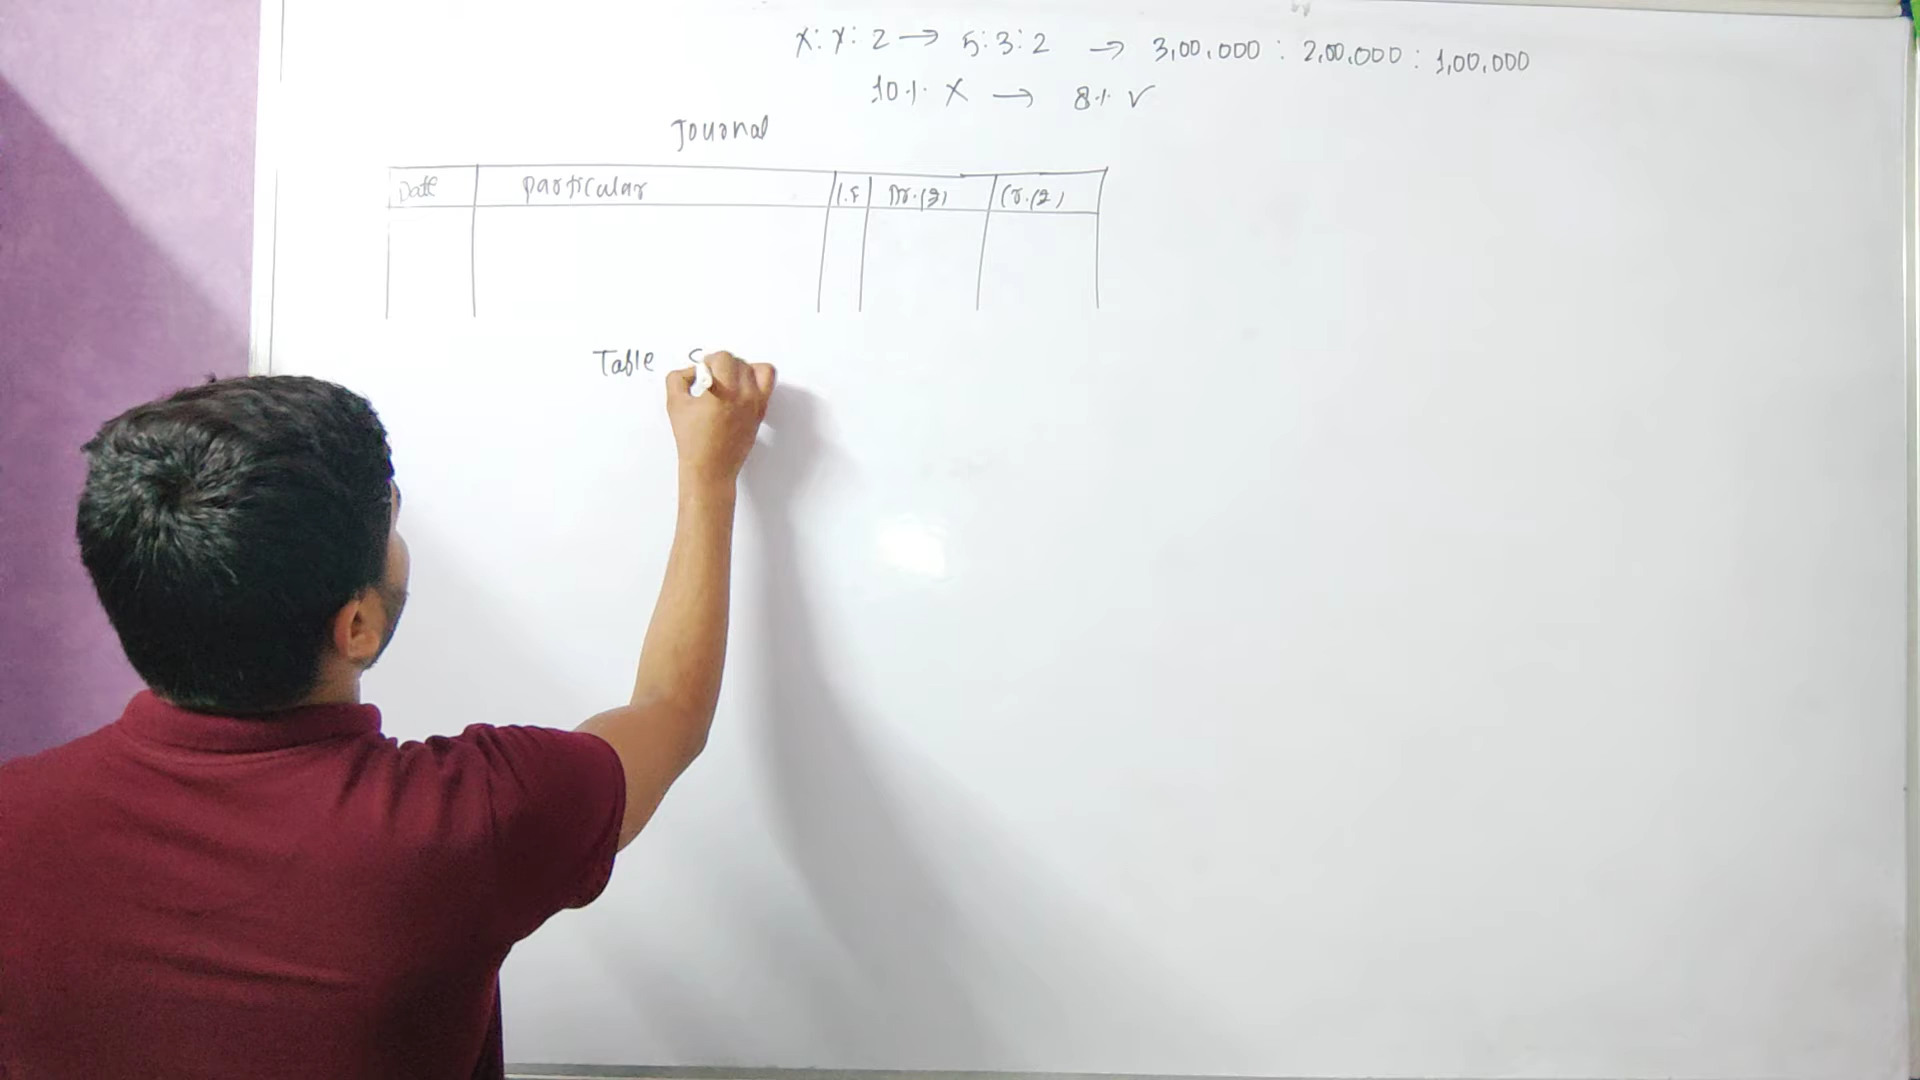 X : Y : Z → 5 : 3 : 2 → 3,00,000 : 2,00,000 : 1,00,000
10% X → 8% ✓
Journal
Date Particular L.F Dr. (₹) Cr. (₹)
Table S